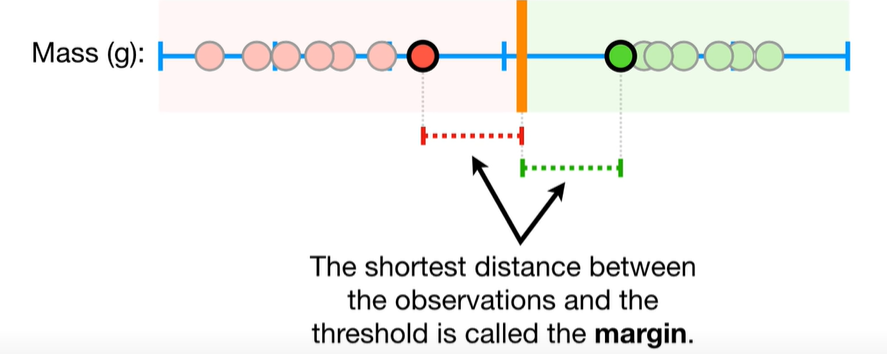 Mass (g):
The shortest distance between
the observations and the
threshold is called the margin.